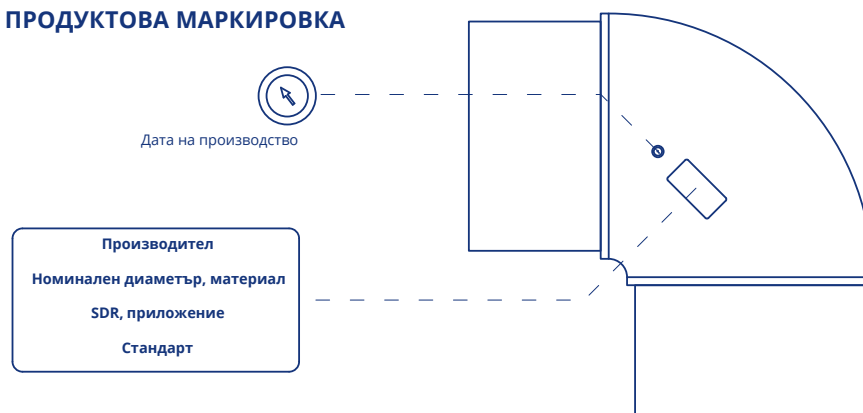 ПРОДУКТОВА МАРКИРОВКА
Дата на производство
Производител
Номинален диаметър, материал
SDR, приложение
Стандарт